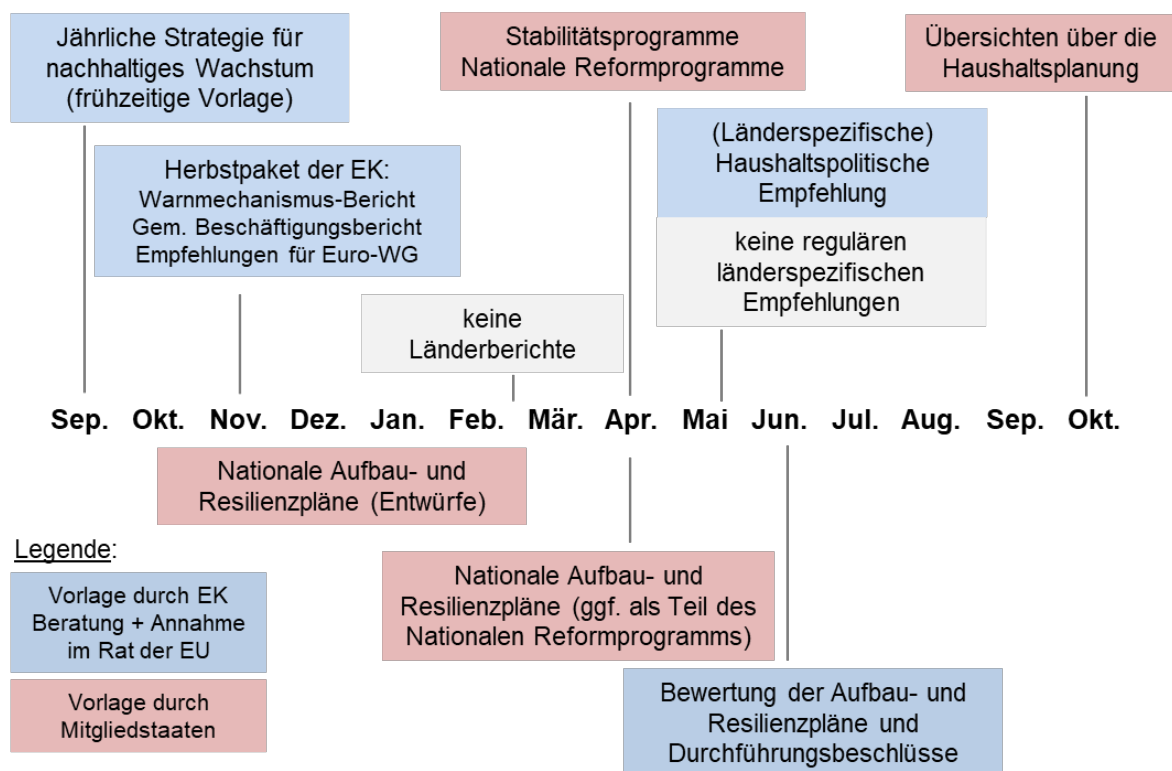 Jährliche Strategie für
nachhaltiges Wachstum
(frühzeitige Vorlage)
Stabilitätsprogramme
Nationale Reformprogramme
Übersichten über die
Haushaltsplanung
Herbstpaket der EK:
Warnmechanismus-Bericht
Gem. Beschäftigungsbericht
Empfehlungen für Euro-WG
(Länderspezifische)
Haushaltspolitische
Empfehlung
keine regulären
länderspezifischen
Empfehlungen
keine
Länderberichte
Sep. Okt. Nov. Dez. Jan. Feb. Mär. Apr. Mai Jun. Jul. Aug. Sep. Okt.
Nationale Aufbau- und
Resilienzpläne (Entwürfe)
Nationale Aufbau- und
Resilienzpläne (ggf. als Teil des
Nationalen Reformprogramms)
Bewertung der Aufbau- und
Resilienzpläne und
Durchführungsbeschlüsse
Legende:
Vorlage durch EK
Beratung + Annahme
im Rat der EU
Vorlage durch
Mitgliedstaaten